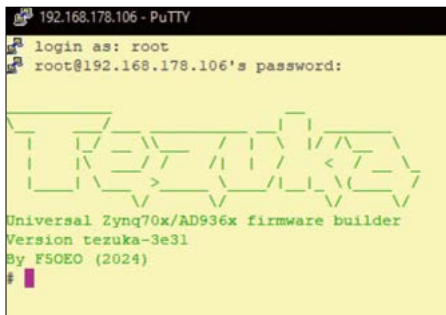 192.168.178.106 - PuTTY
login as: root
root@192.168.178.106's password:
Tezuka
Universal Zynq70x/AD936x firmware builder
Version tezuka-3e31
By F5OEO (2024)
#